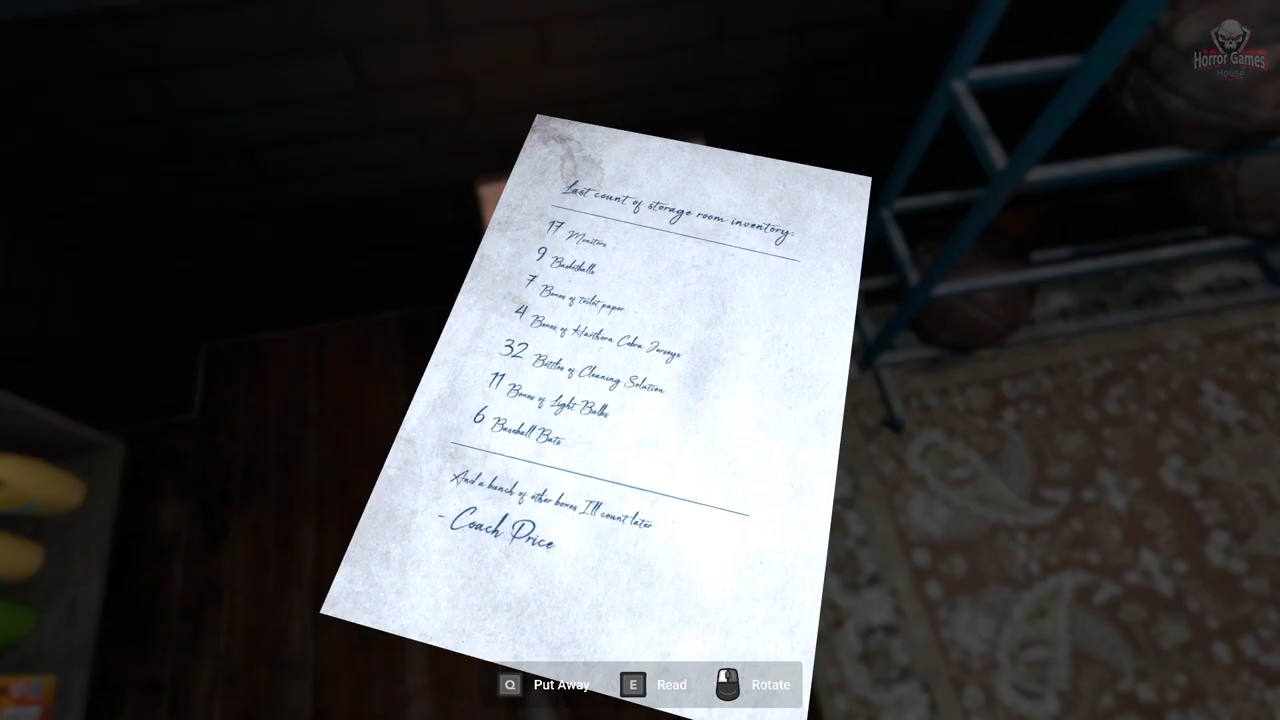 Horror Games
House
Last count of storage room inventory:
17 Monitors
9 Basketballs
7 Boxes of toilet paper
4 Boxes of Hawthorn Cobra Jerseys
32 Bottles of Cleaning Solution
11 Boxes of Light Bulbs
6 Baseball Bats
And a bunch of other boxes I'll count later
- Coach Price
Q Put Away E Read Rotate